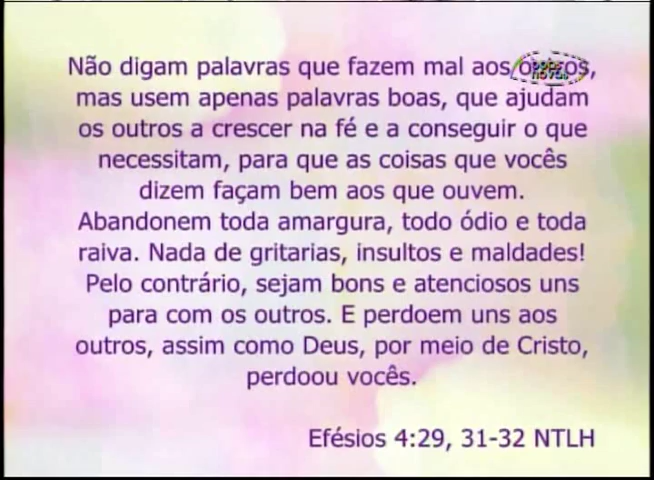 Não digam palavras que fazem mal aos outros,
mas usem apenas palavras boas, que ajudam
os outros a crescer na fé e a conseguir o que
necessitam, para que as coisas que vocês
dizem façam bem aos que ouvem.
Abandonem toda amargura, todo ódio e toda
raiva. Nada de gritarias, insultos e maldades!
Pelo contrário, sejam bons e atenciosos uns
para com os outros. E perdoem uns aos
outros, assim como Deus, por meio de Cristo,
perdoou vocês.
Efésios 4:29, 31-32 NTLH